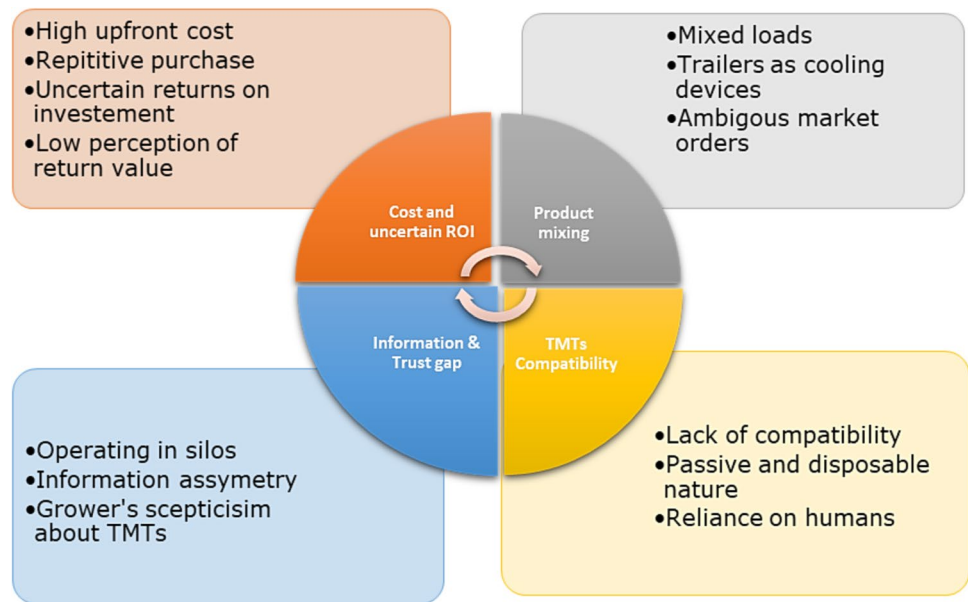 •High upfront cost
•Repititive purchase
•Uncertain returns on
investement
•Low perception of
return value
•Mixed loads
•Trailers as cooling
devices
•Ambigous market
orders
Cost and
uncertain ROI
Product
mixing
Information &
Trust gap
TMTs
Compatibility
•Operating in silos
•Information assymetry
•Grower's scepticisim
about TMTs
•Lack of compatibility
•Passive and disposable
nature
•Reliance on humans